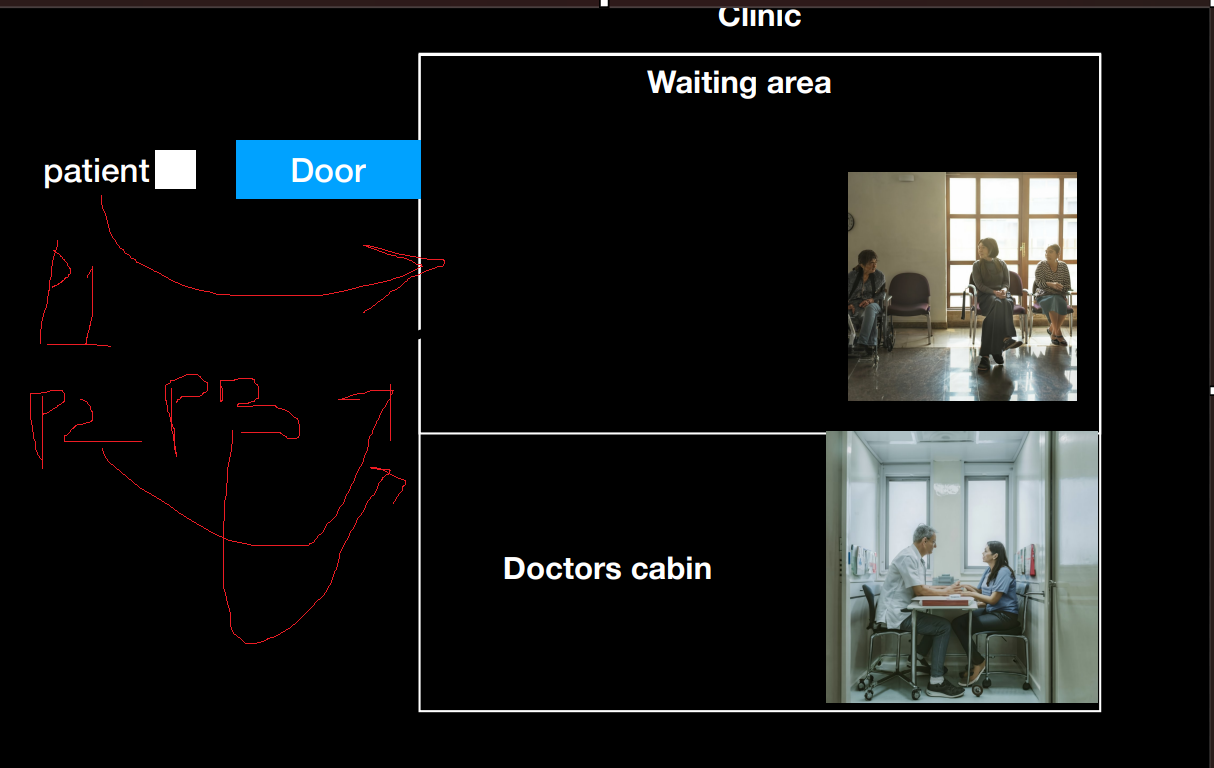 Clinic
Waiting area
patient
Door
P1
P2
P3
Doctors cabin